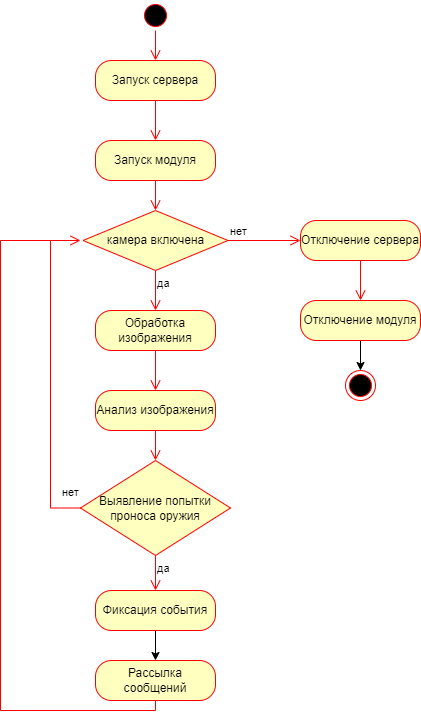 Запуск сервера
Запуск модуля
камера включена
нет
Отключение сервера
да
Обработка
изображения
Отключение модуля
Анализ изображения
нет
Выявление попытки
проноса оружия
да
Фиксация события
Рассылка
сообщений